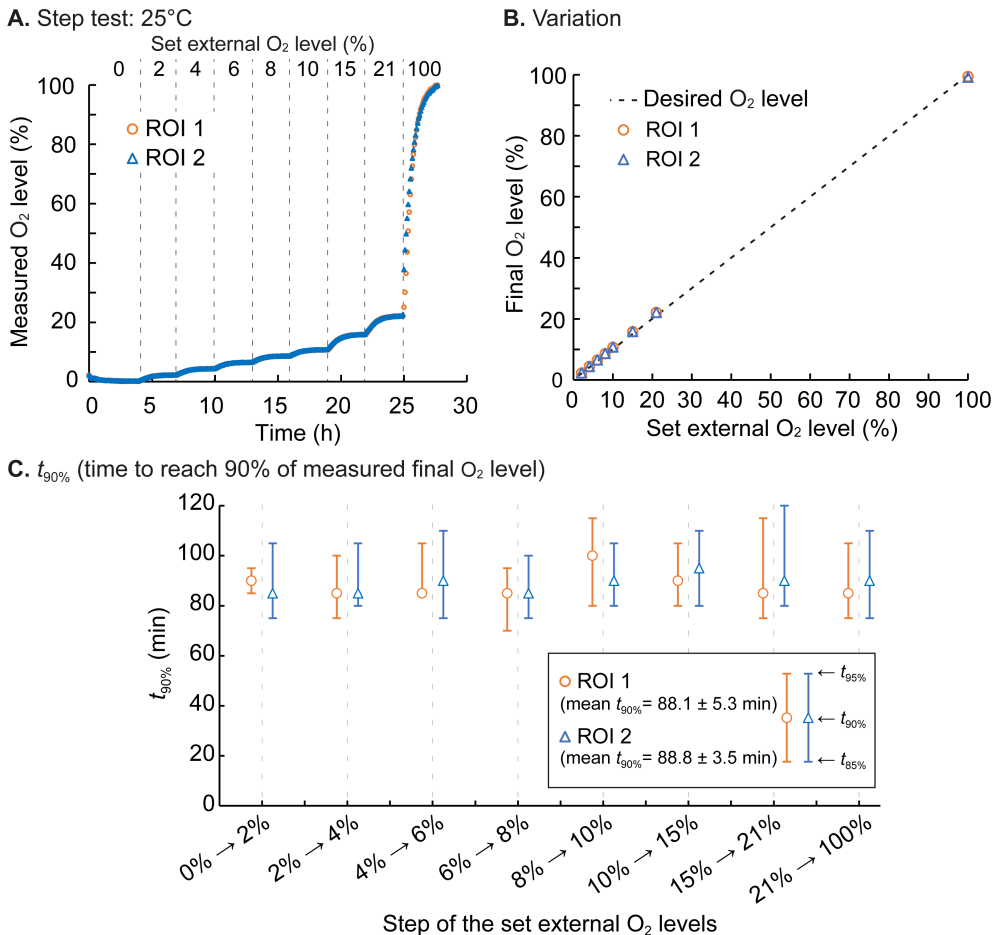 A. Step test: 25°C
Set external O₂ level (%)
0 2 4 6 8 10 15 21 100
Measured O₂ level (%)
100
80
60
40
20
0
ROI 1
ROI 2
0 5 10 15 20 25 30
Time (h)
B. Variation
Final O₂ level (%)
100
80
60
40
20
0
Desired O₂ level
ROI 1
ROI 2
0 10 20 30 40 50 60 70 80 90 100
Set external O₂ level (%)
C. t90% (time to reach 90% of measured final O₂ level)
t90% (min)
120
100
80
60
40
20
0
ROI 1
(mean t90%= 88.1 ± 5.3 min)
ROI 2
(mean t90%= 88.8 ± 3.5 min)
← t95%
← t90%
← t85%
0% → 2%
2% → 4%
4% → 6%
6% → 8%
8% → 10%
10% → 15%
15% → 21%
21% → 100%
Step of the set external O₂ levels